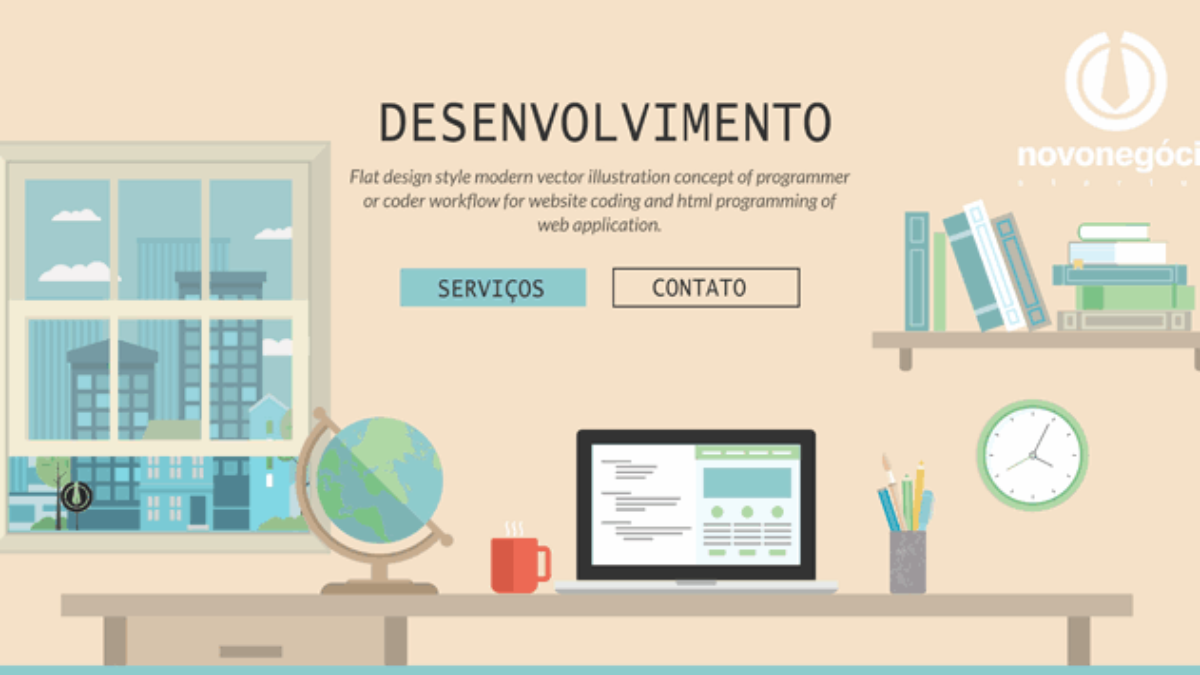 DESENVOLVIMENTO
Flat design style modern vector illustration concept of programmer
or coder workflow for website coding and html programming of
web application.
SERVIÇOS
CONTATO
novonegóci